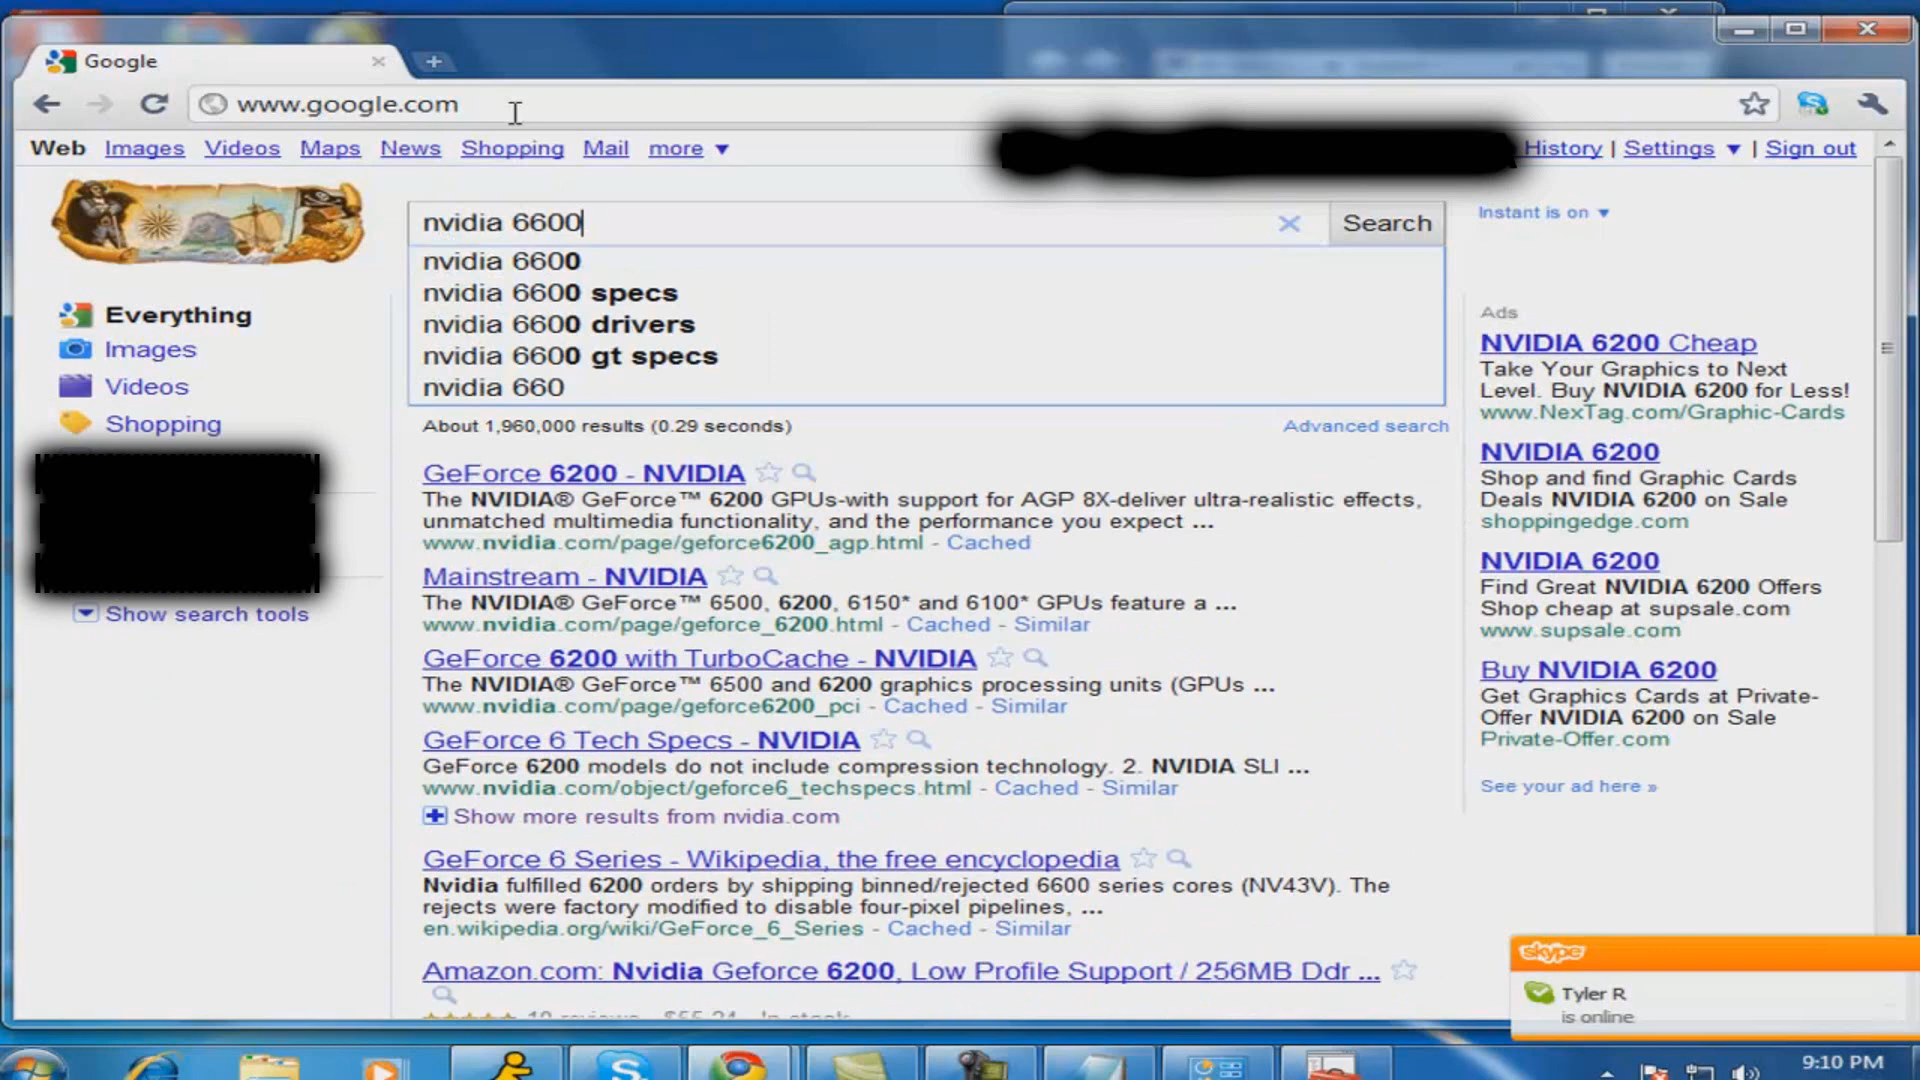 Google
www.google.com
Web Images Videos Maps News Shopping Mail more ▼
History | Settings ▼ | Sign out
nvidia 6600
Search
Instant is on ▼
nvidia 6600
nvidia 6600 specs
nvidia 6600 drivers
nvidia 6600 gt specs
nvidia 660
Everything
Images
Videos
Shopping
Show search tools
About 1,960,000 results (0.29 seconds)
Advanced search
GeForce 6200 - NVIDIA
The NVIDIA® GeForce™ 6200 GPUs-with support for AGP 8X-deliver ultra-realistic effects,
unmatched multimedia functionality, and the performance you expect ...
www.nvidia.com/page/geforce6200_agp.html - Cached
Mainstream - NVIDIA
The NVIDIA® GeForce™ 6500, 6200, 6150* and 6100* GPUs feature a ...
www.nvidia.com/page/geforce_6200.html - Cached - Similar
GeForce 6200 with TurboCache - NVIDIA
The NVIDIA® GeForce™ 6500 and 6200 graphics processing units (GPUs ...
www.nvidia.com/page/geforce6200_pci - Cached - Similar
GeForce 6 Tech Specs - NVIDIA
GeForce 6200 models do not include compression technology. 2. NVIDIA SLI ...
www.nvidia.com/object/geforce6_techspecs.html - Cached - Similar
Show more results from nvidia.com
GeForce 6 Series - Wikipedia, the free encyclopedia
Nvidia fulfilled 6200 orders by shipping binned/rejected 6600 series cores (NV43V). The
rejects were factory modified to disable four-pixel pipelines, ...
en.wikipedia.org/wiki/GeForce_6_Series - Cached - Similar
Amazon.com: Nvidia Geforce 6200, Low Profile Support / 256MB Ddr ...
Ads
NVIDIA 6200 Cheap
Take Your Graphics to Next
Level. Buy NVIDIA 6200 for Less!
www.NexTag.com/Graphic-Cards
NVIDIA 6200
Shop and find Graphic Cards
Deals NVIDIA 6200 on Sale
shoppingedge.com
NVIDIA 6200
Find Great NVIDIA 6200 Offers
Shop cheap at supsale.com
www.supsale.com
Buy NVIDIA 6200
Get Graphics Cards at Private-
Offer NVIDIA 6200 on Sale
Private-Offer.com
See your ad here »
skype
Tyler R
is online
9:10 PM